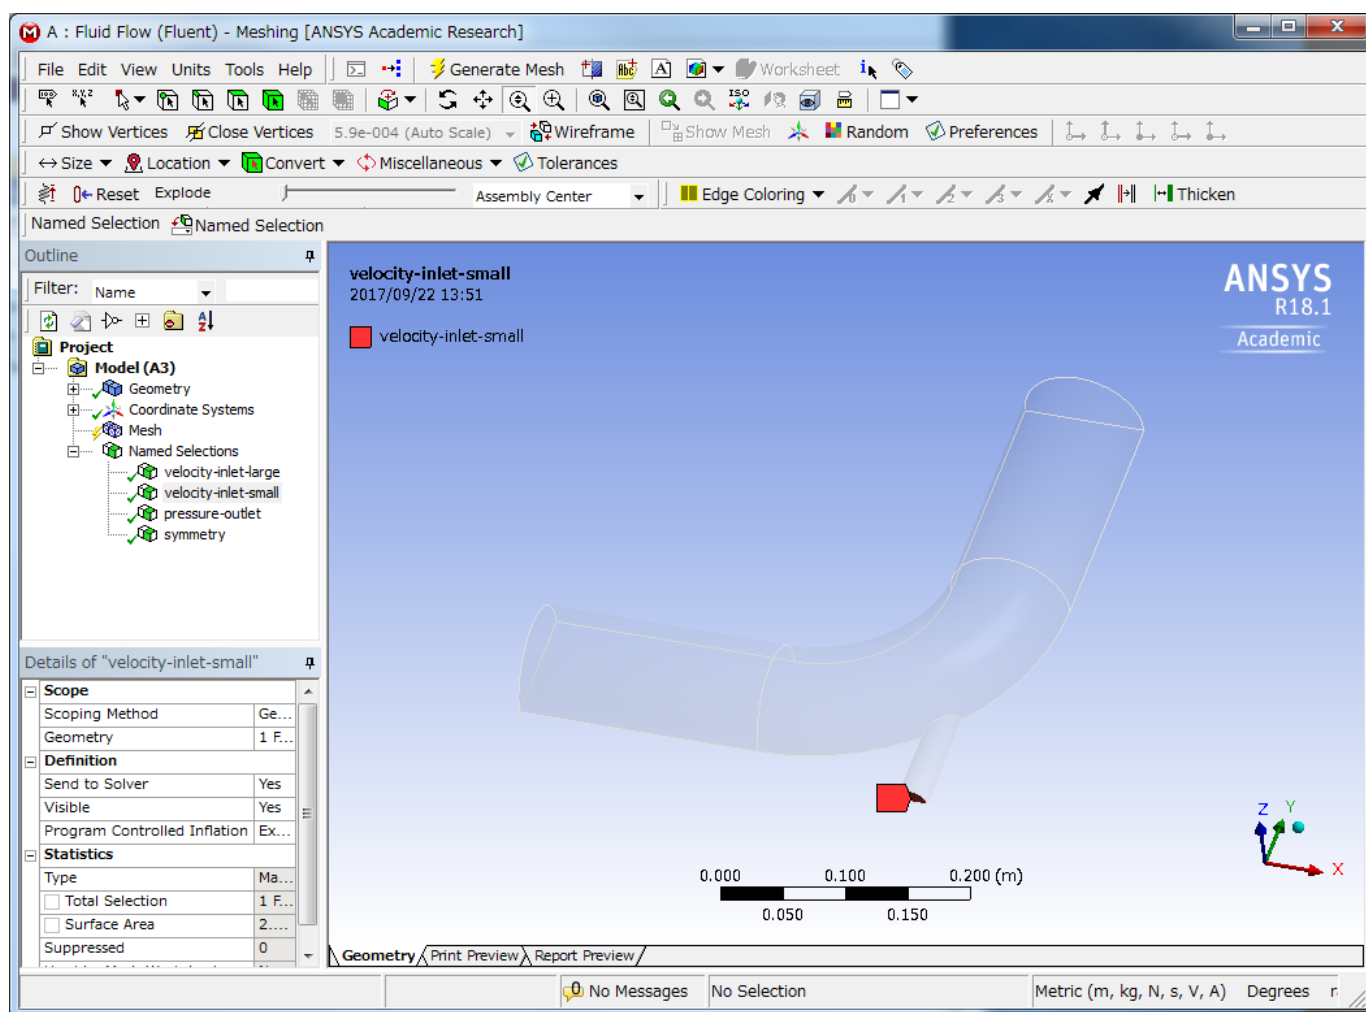 A : Fluid Flow (Fluent) - Meshing [ANSYS Academic Research]
File Edit View Units Tools Help Generate Mesh A Worksheet
Show Vertices Close Vertices 5.9e-004 (Auto Scale) Wireframe Show Mesh Random Preferences
Size Location Convert Miscellaneous Tolerances
Reset Explode Assembly Center Edge Coloring Thicken
Named Selection Named Selection
Outline
Filter: Name
Project
Model (A3)
Geometry
Coordinate Systems
Mesh
Named Selections
velocity-inlet-large
velocity-inlet-small
pressure-outlet
symmetry
Details of "velocity-inlet-small"
Scope
Scoping Method Ge...
Geometry 1 F...
Definition
Send to Solver Yes
Visible Yes
Program Controlled Inflation Ex...
Statistics
Type Ma...
Total Selection 1 F...
Surface Area 2....
Suppressed 0
velocity-inlet-small
2017/09/22 13:51
velocity-inlet-small
ANSYS
R18.1
Academic
0.000 0.100 0.200 (m)
0.050 0.150
Z Y
X
Geometry Print Preview Report Preview
No Messages No Selection Metric (m, kg, N, s, V, A) Degrees